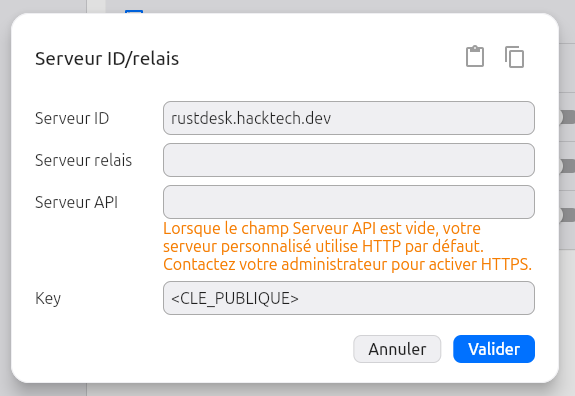 Serveur ID/relais
Serveur ID
rustdesk.hacktech.dev
Serveur relais
Serveur API
Lorsque le champ Serveur API est vide, votre
serveur personnalisé utilise HTTP par défaut.
Contactez votre administrateur pour activer HTTPS.
Key
<CLE_PUBLIQUE>
Annuler
Valider